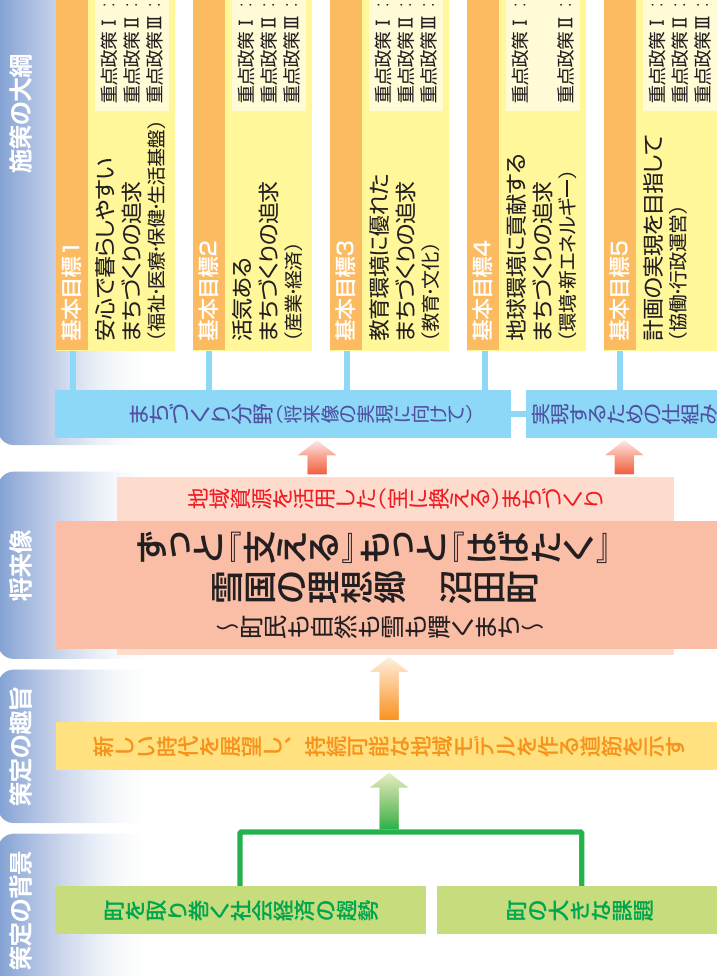 策定の背景
町を取り巻く社会経済の趨勢
町の大きな課題
策定の趣旨
新しい時代を展望し、持続可能な地域モデルを作る道筋を示す
将来像
ずっと『支える』もっと『はばたく』
雪国の理想郷　沼田町
～町民も自然も雪も輝くまち～
地域資源を活用した(宝に換える)まちづくり
施策の大綱
まちづくり分野(将来像の実現に向けて)
実現するための仕組み
基本目標1
安心で暮らしやすい
まちづくりの追求
(福祉・医療・保健・生活基盤)
重点政策Ⅰ：
重点政策Ⅱ：
重点政策Ⅲ：
基本目標2
活気ある
まちづくりの追求
(産業・経済)
重点政策Ⅰ：
重点政策Ⅱ：
重点政策Ⅲ：
基本目標3
教育環境に優れた
まちづくりの追求
(教育・文化)
重点政策Ⅰ：
重点政策Ⅱ：
重点政策Ⅲ：
基本目標4
地球環境に貢献する
まちづくりの追求
(環境・新エネルギー)
重点政策Ⅰ：
重点政策Ⅱ：
基本目標5
計画の実現を目指して
(協働・行政運営)
重点政策Ⅰ：
重点政策Ⅱ：
重点政策Ⅲ：